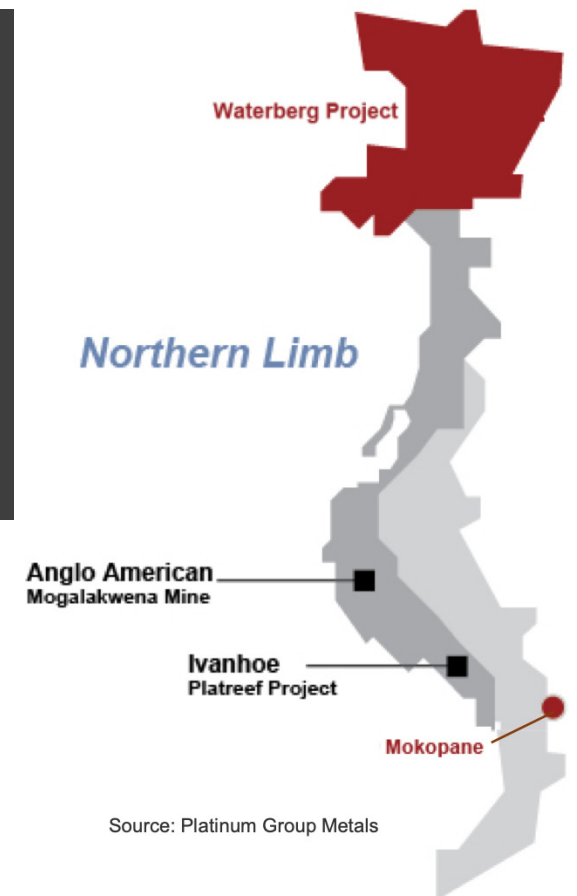 Waterberg Project
Northern Limb
Anglo American
Mogalakwena Mine
Ivanhoe
Platreef Project
Mokopane
Source: Platinum Group Metals